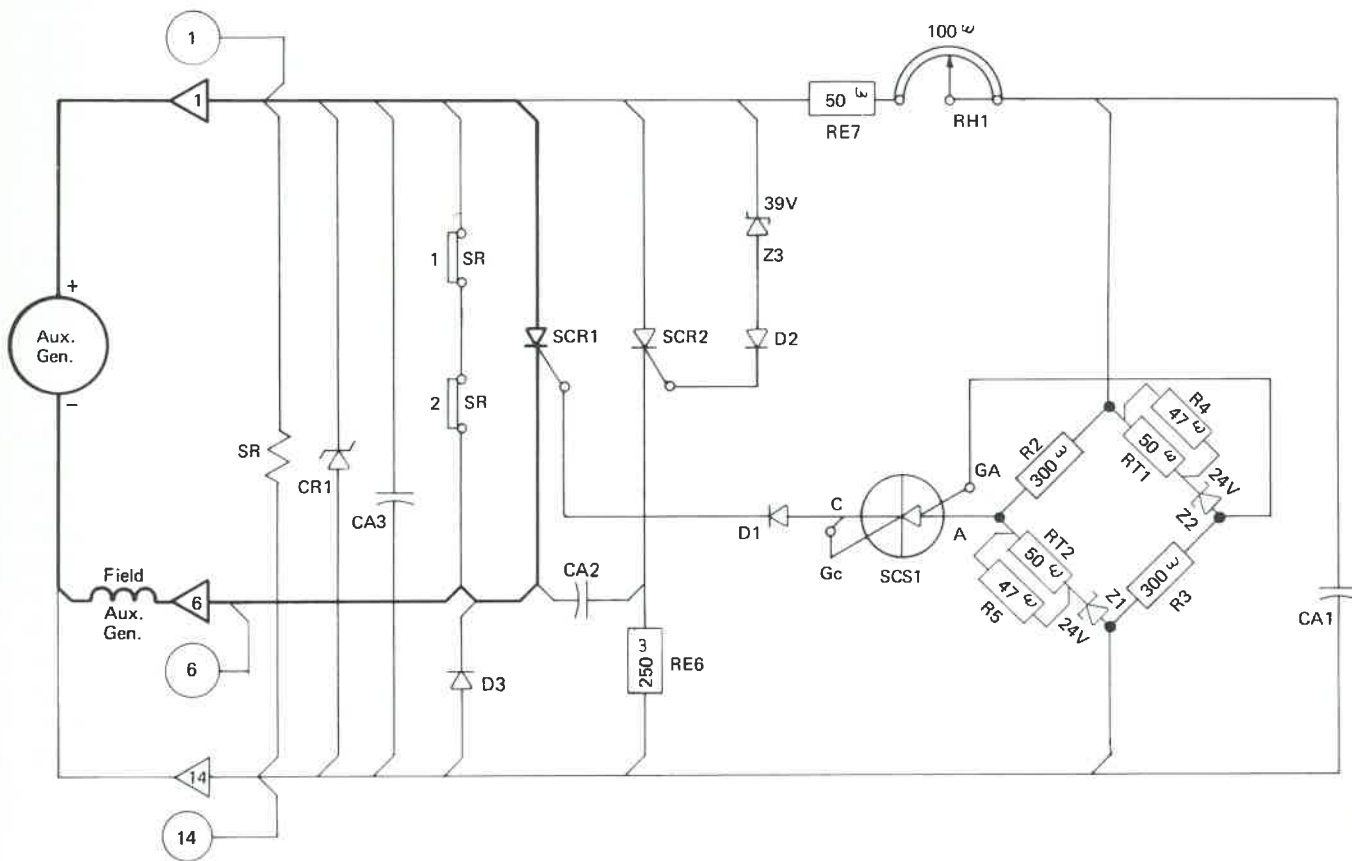 1
100 ω
1
50 ω
RE7
RH1
39V
Z3
+
Aux.
Gen.
−
1 SR
2 SR
SCR1
SCR2
D2
SR
CR1
CA3
R4
47 ω
50 ω
RT1
24V
Z2
R2
300 ω
GA
C
A
D1
Gc
SCS1
RT2
50 ω
47 ω
R5
Z1
24V
300 ω
R3
CA1
Field
Aux.
Gen.
6
CA2
6
D3
3
250
RE6
14
14